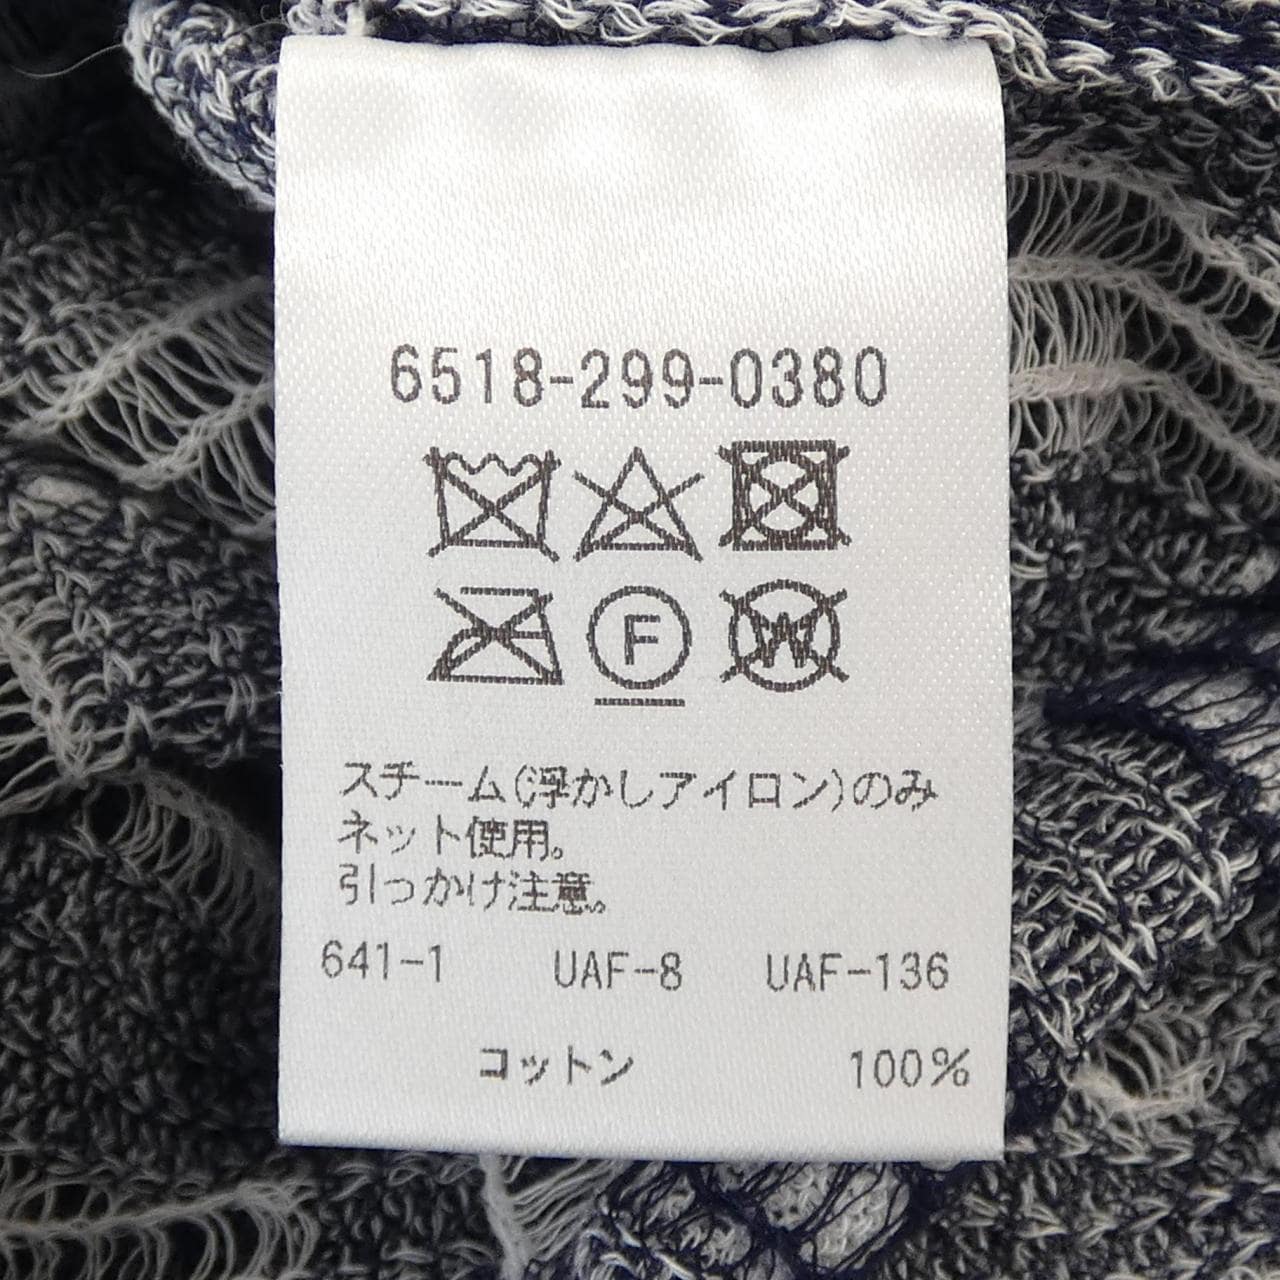 6518-299-0380
F
W
スチーム(浮かしアイロン)のみ
ネット使用。
引っかけ注意。
641-1 UAF-8 UAF-136
コットン 100%